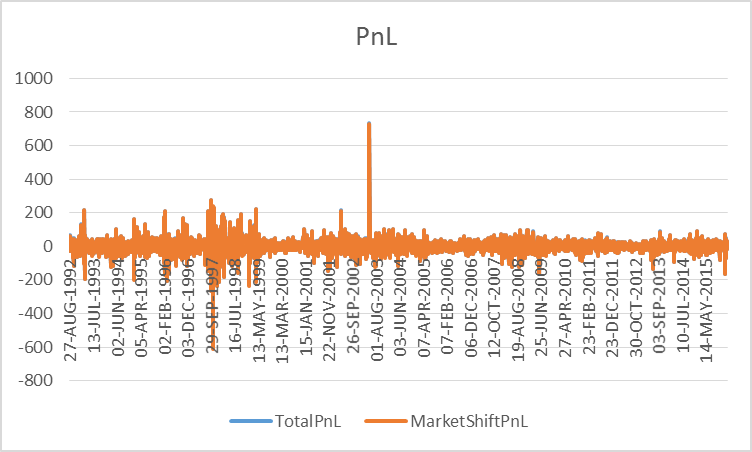 PnL
1000
800
600
400
200
0
-200
-400
-600
-800
27-AUG-1992
13-JUL-1993
02-JUN-1994
05-APR-1995
02-FEB-1996
03-DEC-1996
29-SEP-1997
16-JUL-1998
13-MAY-1999
13-MAR-2000
15-JAN-2001
22-NOV-2001
26-SEP-2002
01-AUG-2003
03-JUN-2004
07-APR-2005
07-FEB-2006
06-DEC-2006
12-OCT-2007
19-AUG-2008
25-JUN-2009
27-APR-2010
23-FEB-2011
23-DEC-2011
30-OCT-2012
03-SEP-2013
10-JUL-2014
14-MAY-2015
TotalPnL
MarketShiftPnL